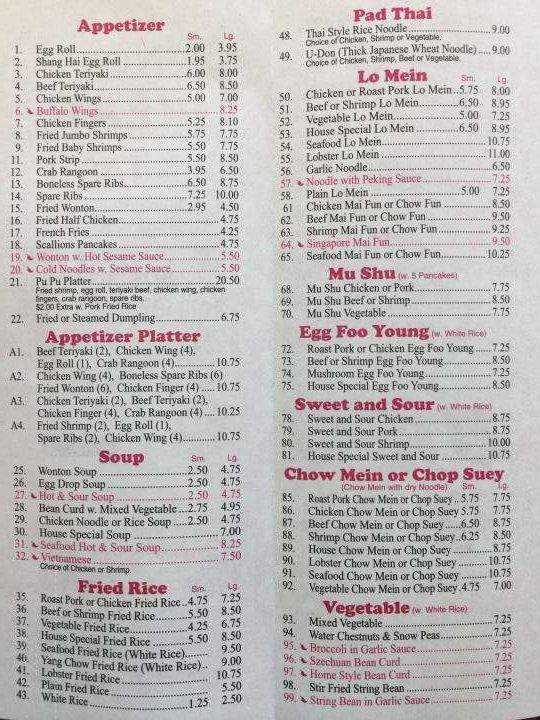 Appetizer
Sm. Lg.
1. Egg Roll 2.00 3.95
2. Shang Hai Egg Roll 1.95 3.75
3. Chicken Teriyaki 6.00 8.00
4. Beef Teriyaki 6.50 8.50
5. Chicken Wings 5.00 7.00
6. Buffalo Wings 8.25
7. Chicken Fingers 5.25 8.10
8. Fried Jumbo Shrimps 5.75 7.75
9. Fried Baby Shrimps 5.50 7.75
11. Pork Strip 5.50 8.50
12. Crab Rangoon 3.95 6.50
13. Boneless Spare Ribs 6.50 8.75
14. Spare Ribs 7.25 10.00
15. Fried Wonton 2.95 4.50
16. Fried Half Chicken 4.75
17. French Fries 4.25
18. Scallions Pancakes 4.75
19. Wonton w. Hot Sesame Sauce 5.50
20. Cold Noodles w. Sesame Sauce 5.50
21. Pu Pu Platter 20.50
Fried shrimp, egg roll, teriyaki beef, chicken wing, chicken
fingers, crab rangoon, spare ribs.
$2.00 Extra w. Pork Fried Rice
22. Fried or Steamed Dumpling 6.75
Appetizer Platter
A1. Beef Teriyaki (2), Chicken Wing (4),
Egg Roll (1), Crab Rangoon (4) 10.75
A2. Chicken Wing (4), Boneless Spare Ribs (6)
Fried Wonton (6), Chicken Finger (4) 10.75
A3. Chicken Teriyaki (2), Beef Teriyaki (2),
Chicken Finger (4), Crab Rangoon (4) 10.25
A4. Fried Shrimp (2), Egg Roll (1),
Spare Ribs (2), Chicken Wing (4) 10.75
Soup
Sm. Lg.
25. Wonton Soup 2.50 4.75
26. Egg Drop Soup 2.50 4.75
27. Hot & Sour Soup 2.50 4.75
28. Bean Curd w. Mixed Vegetable 2.75 4.95
29. Chicken Noodle or Rice Soup 2.50 4.75
30. House Special Soup 7.00
31. Seafood Hot & Sour Soup 8.25
32. Vietnamese 7.50
Choice of Chicken or Shrimp.
Fried Rice
Sm. Lg.
35. Roast Pork or Chicken Fried Rice 4.75 7.25
36. Beef or Shrimp Fried Rice 5.50 8.50
37. Vegetable Fried Rice 4.25 6.75
38. House Special Fried Rice 5.50 8.50
39. Seafood Fried Rice (White Rice) 9.50
40. Yang Chow Fried Rice (White Rice) 9.00
41. Lobster Fried Rice 10.75
42. Plain Fried Rice 5.50
43. White Rice 1.25 2.50
Pad Thai
48. Thai Style Rice Noodle 9.00
Choice of Chicken, Shrimp or Vegetable.
49. U-Don (Thick Japanese Wheat Noodle) 9.00
Choice of Chicken, Shrimp, Beef or Vegetable.
Lo Mein
Sm. Lg.
50. Chicken or Roast Pork Lo Mein 5.75 8.00
51. Beef or Shrimp Lo Mein 6.50 8.95
52. Vegetable Lo Mein 5.00 7.25
53. House Special Lo Mein 6.50 8.95
54. Seafood Lo Mein 10.75
55. Lobster Lo Mein 11.00
56. Garlic Noodle 6.50
57. Noodle with Peking Sauce 7.25
58. Plain Lo Mein 5.00 7.25
61 Chicken Mai Fun or Chow Fun 8.50
62. Beef Mai Fun or Chow Fun 9.50
63. Shrimp Mai Fun or Chow Fun 9.25
64. Singapore Mai Fun 9.50
65. Seafood Mai Fun or Chow Fun 10.25
Mu Shu (w. 5 Pancakes)
68. Mu Shu Chicken or Pork 7.75
69. Mu Shu Beef or Shrimp 8.50
70. Mu Shu Vegetable 7.75
Egg Foo Young (w. White Rice)
72. Roast Pork or Chicken Egg Foo Young 7.25
73. Beef or Shrimp Egg Foo Young 8.50
74. Mushroom Egg Foo Young 7.25
75. House Special Egg Foo Young 8.50
Sweet and Sour (w. White Rice)
78. Sweet and Sour Chicken 8.75
79. Sweet and Sour Pork 8.75
80. Sweet and Sour Shrimp 10.00
81. House Special Sweet and Sour 10.75
Chow Mein or Chop Suey
(Chow Mein with dry Noodle) Sm. Lg.
85. Roast Pork Chow Mein or Chop Suey 5.75 7.75
86. Chicken Chow Mein or Chop Suey 5.75 7.75
87. Beef Chow Mein or Chop Suey 6.50 8.75
88. Shrimp Chow Mein or Chop Suey 6.25 8.50
89. House Chow Mein or Chop Suey 8.75
90. Lobster Chow Mein or Chop Suey 10.75
91. Seafood Chow Mein or Chop Suey 10.75
92. Vegetable Chow Mein or Chop Suey 4.75 7.00
Vegetable (w. White Rice)
93. Mixed Vegetable 7.25
94. Water Chestnuts & Snow Peas 7.25
95. Broccoli in Garlic Sauce 7.25
96. Szechuan Bean Curd 7.25
97. Home Style Bean Curd 7.25
98. Stir Fried String Bean 7.25
99. String Bean in Garlic Sauce 7.25